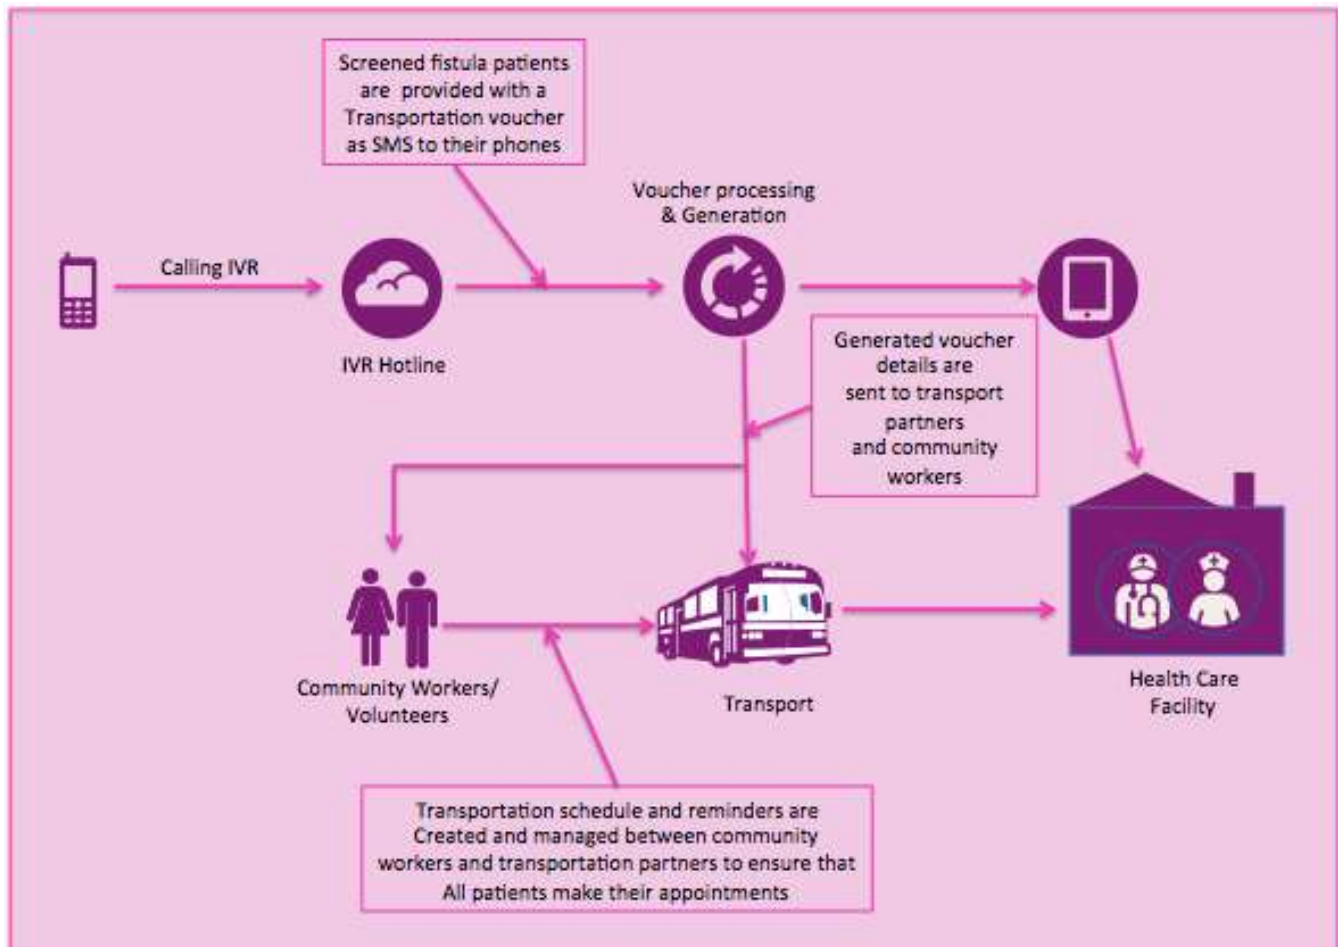 Screened fistula patients
are provided with a
Transportation voucher
as SMS to their phones
Voucher processing
& Generation
Calling IVR
IVR Hotline
Generated voucher
details are
sent to transport
partners
and community
workers
Community Workers/
Volunteers
Transport
Health Care
Facility
Transportation schedule and reminders are
Created and managed between community
workers and transportation partners to ensure that
All patients make their appointments